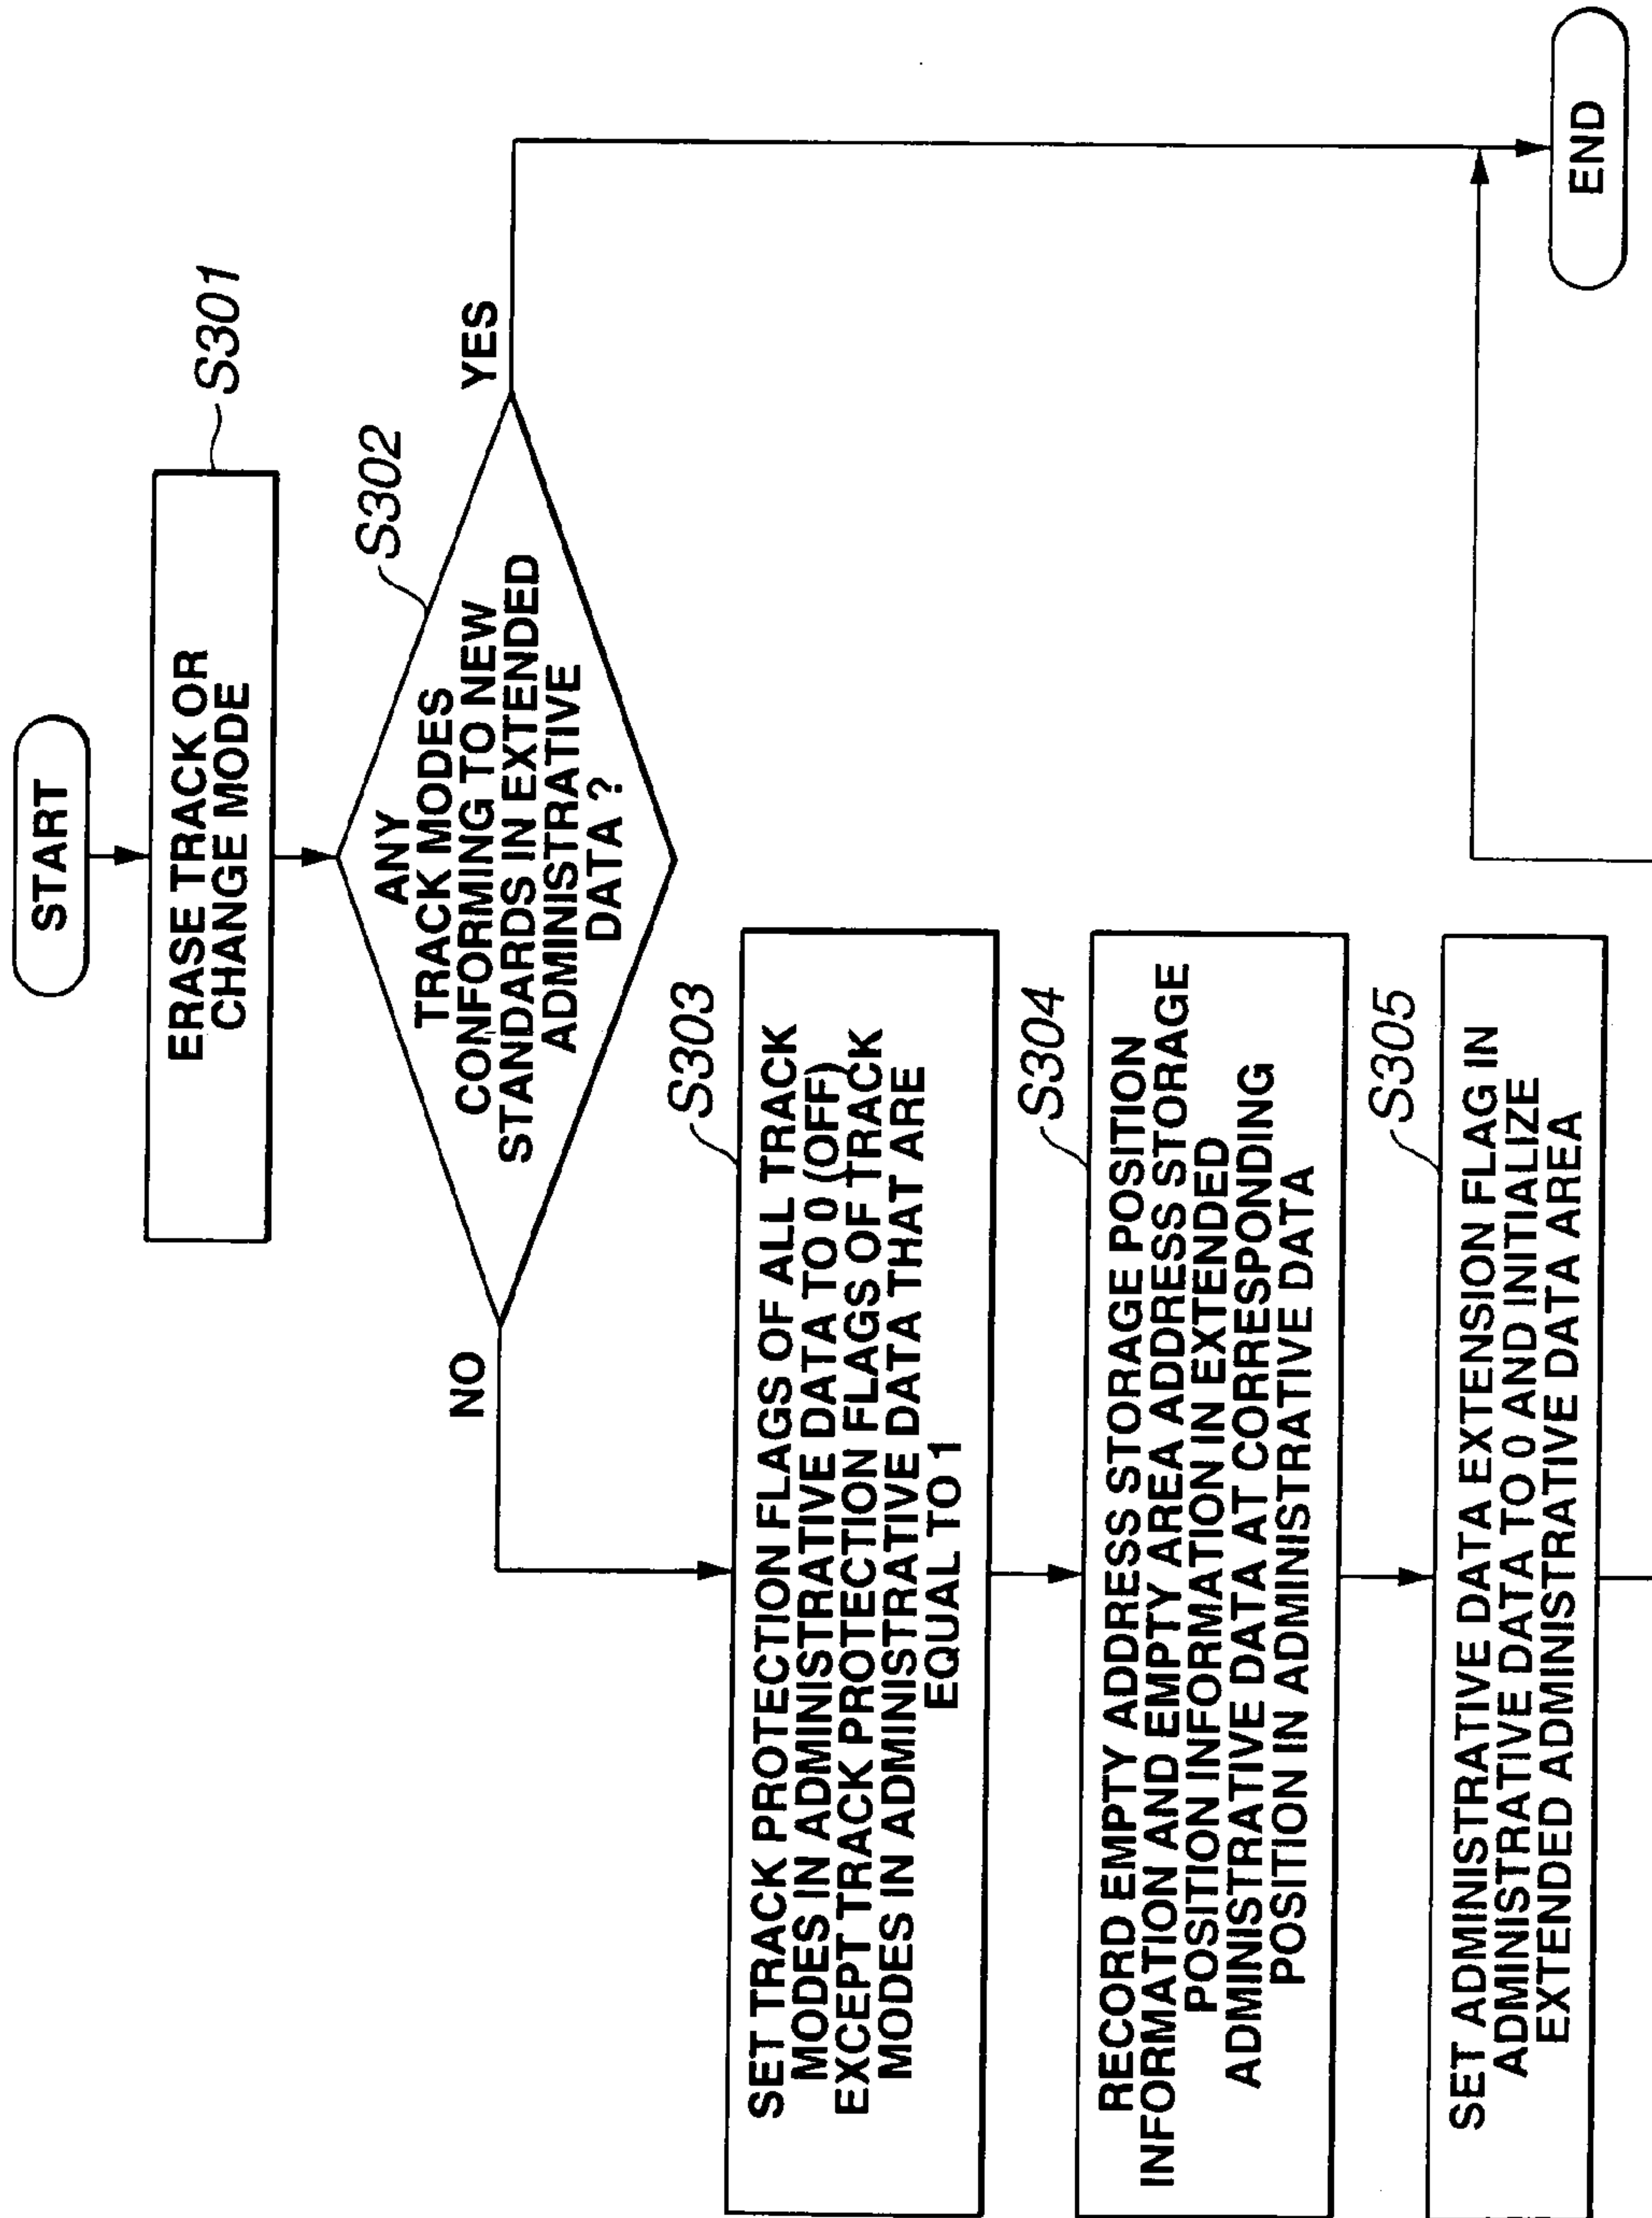 START
ERASE TRACK OR
CHANGE MODE
S301
ANY
TRACK MODES
CONFORMING TO NEW
STANDARDS IN EXTENDED
ADMINISTRATIVE
DATA ?
S302
YES
NO
SET TRACK PROTECTION FLAGS OF ALL TRACK
MODES IN ADMINISTRATIVE DATA TO 0 (OFF)
EXCEPT TRACK PROTECTION FLAGS OF TRACK
MODES IN ADMINISTRATIVE DATA THAT ARE
EQUAL TO 1
S303
RECORD EMPTY ADDRESS STORAGE POSITION
INFORMATION AND EMPTY AREA ADDRESS STORAGE
POSITION INFORMATION IN EXTENDED
ADMINISTRATIVE DATA AT CORRESPONDING
POSITION IN ADMINISTRATIVE DATA
S304
SET ADMINISTRATIVE DATA EXTENSION FLAG IN
ADMINISTRATIVE DATA TO 0 AND INITIALIZE
EXTENDED ADMINISTRATIVE DATA AREA
S305
END